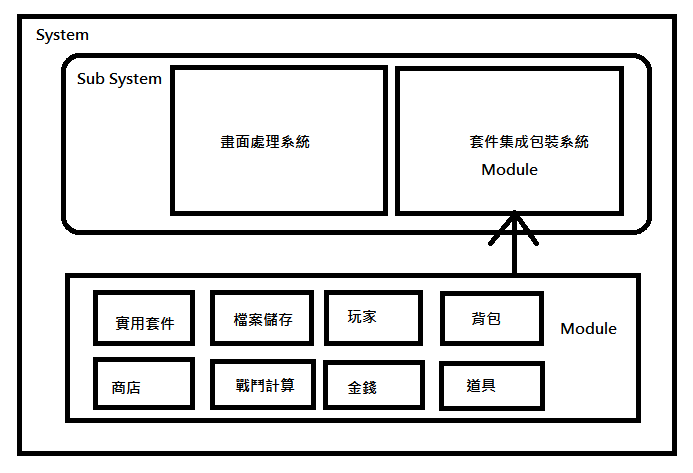 System
Sub System
畫面處理系統
套件集成包裝系統
Module
實用套件
檔案儲存
玩家
背包
Module
商店
戰鬥計算
金錢
道具